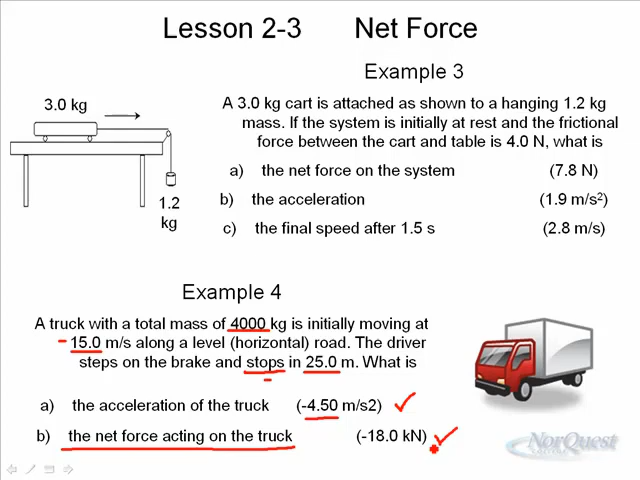 Lesson 2-3 Net Force
Example 3
3.0 kg
A 3.0 kg cart is attached as shown to a hanging 1.2 kg
mass. If the system is initially at rest and the frictional
force between the cart and table is 4.0 N, what is
a) the net force on the system (7.8 N)
b) the acceleration (1.9 m/s²)
c) the final speed after 1.5 s (2.8 m/s)
1.2
kg
Example 4
A truck with a total mass of 4000 kg is initially moving at
15.0 m/s along a level (horizontal) road. The driver
steps on the brake and stops in 25.0 m. What is
a) the acceleration of the truck (-4.50 m/s2)
b) the net force acting on the truck (-18.0 kN)
NorQuest